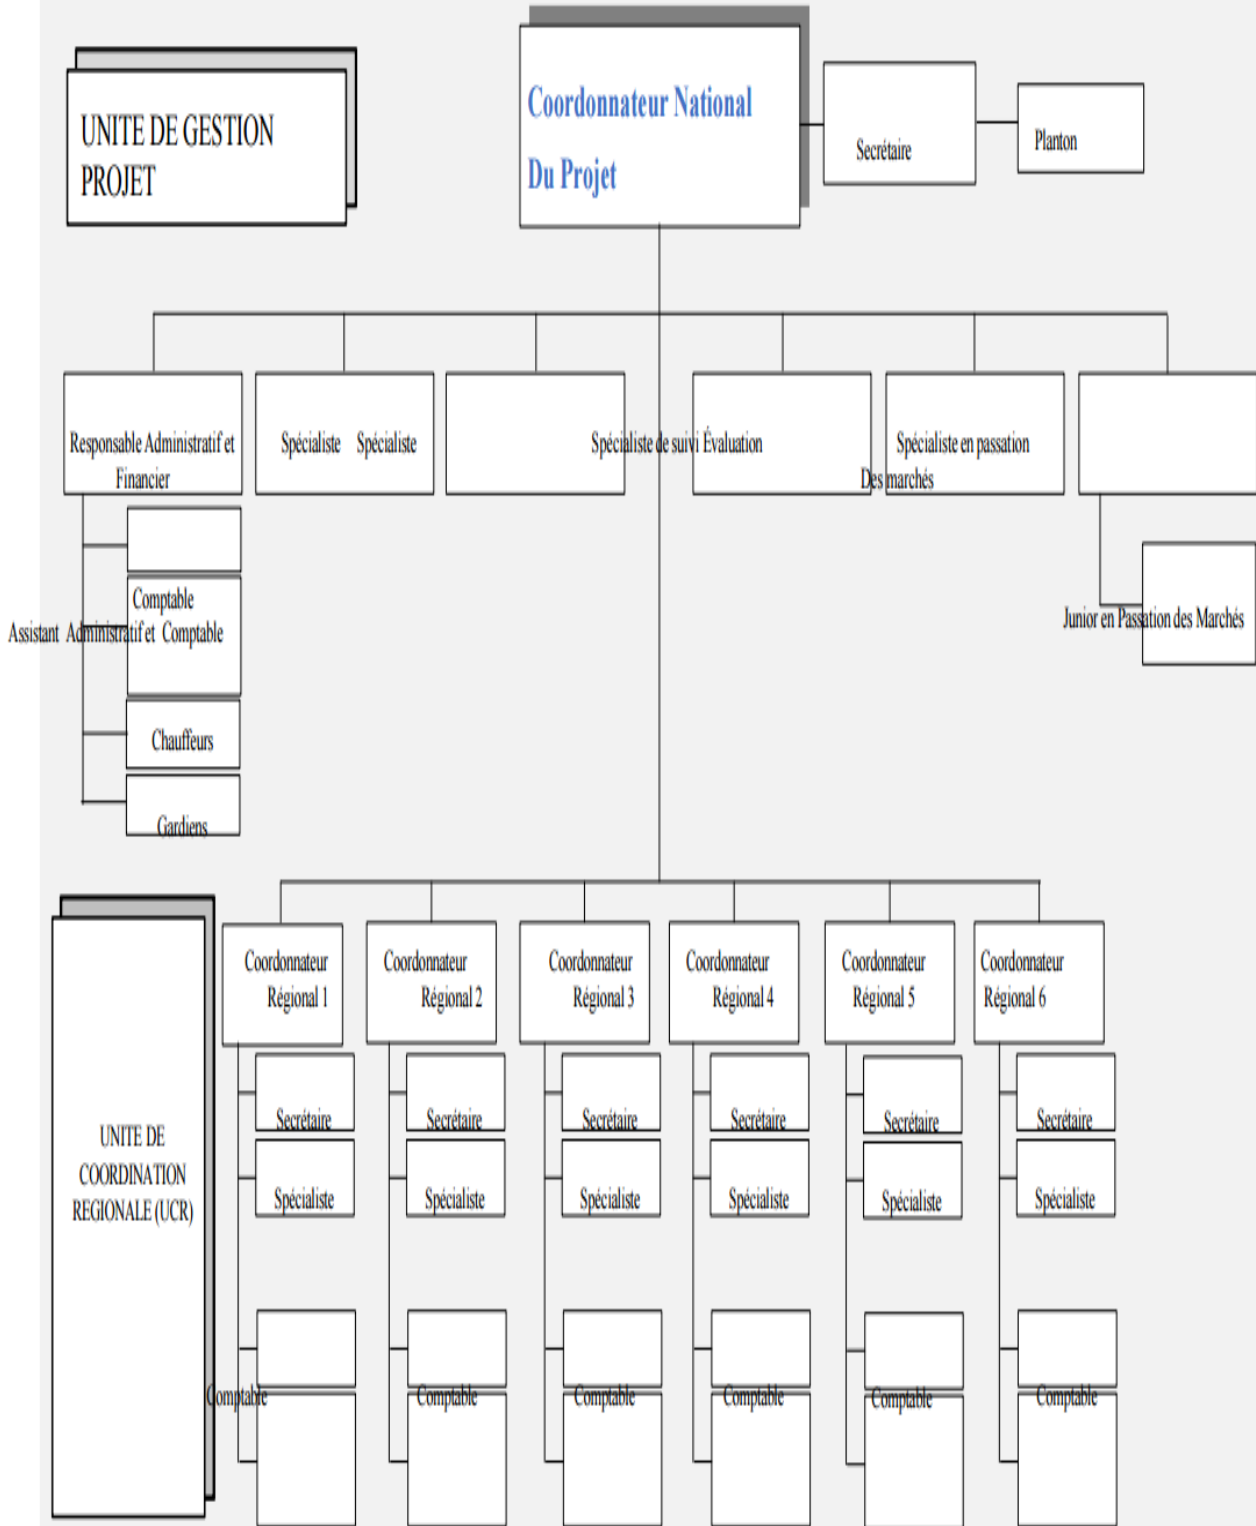 UNITE DE GESTION
PROJET
Coordonnateur National
Du Projet
Secrétaire
Planton
Responsable Administratif et
Financier
Spécialiste Spécialiste
Spécialiste de suivi Évaluation
Spécialiste en passation
Des marchés
Comptable
Assistant Administratif et Comptable
Junior en Passation des Marchés
Chauffeurs
Gardiens
UNITE DE
COORDINATION
REGIONALE (UCR)
Coordonnateur
Régional 1
Coordonnateur
Régional 2
Coordonnateur
Régional 3
Coordonnateur
Régional 4
Coordonnateur
Régional 5
Coordonnateur
Régional 6
Secrétaire
Secrétaire
Secrétaire
Secrétaire
Secrétaire
Secrétaire
Spécialiste
Spécialiste
Spécialiste
Spécialiste
Spécialiste
Spécialiste
Comptable
Comptable
Comptable
Comptable
Comptable
Comptable